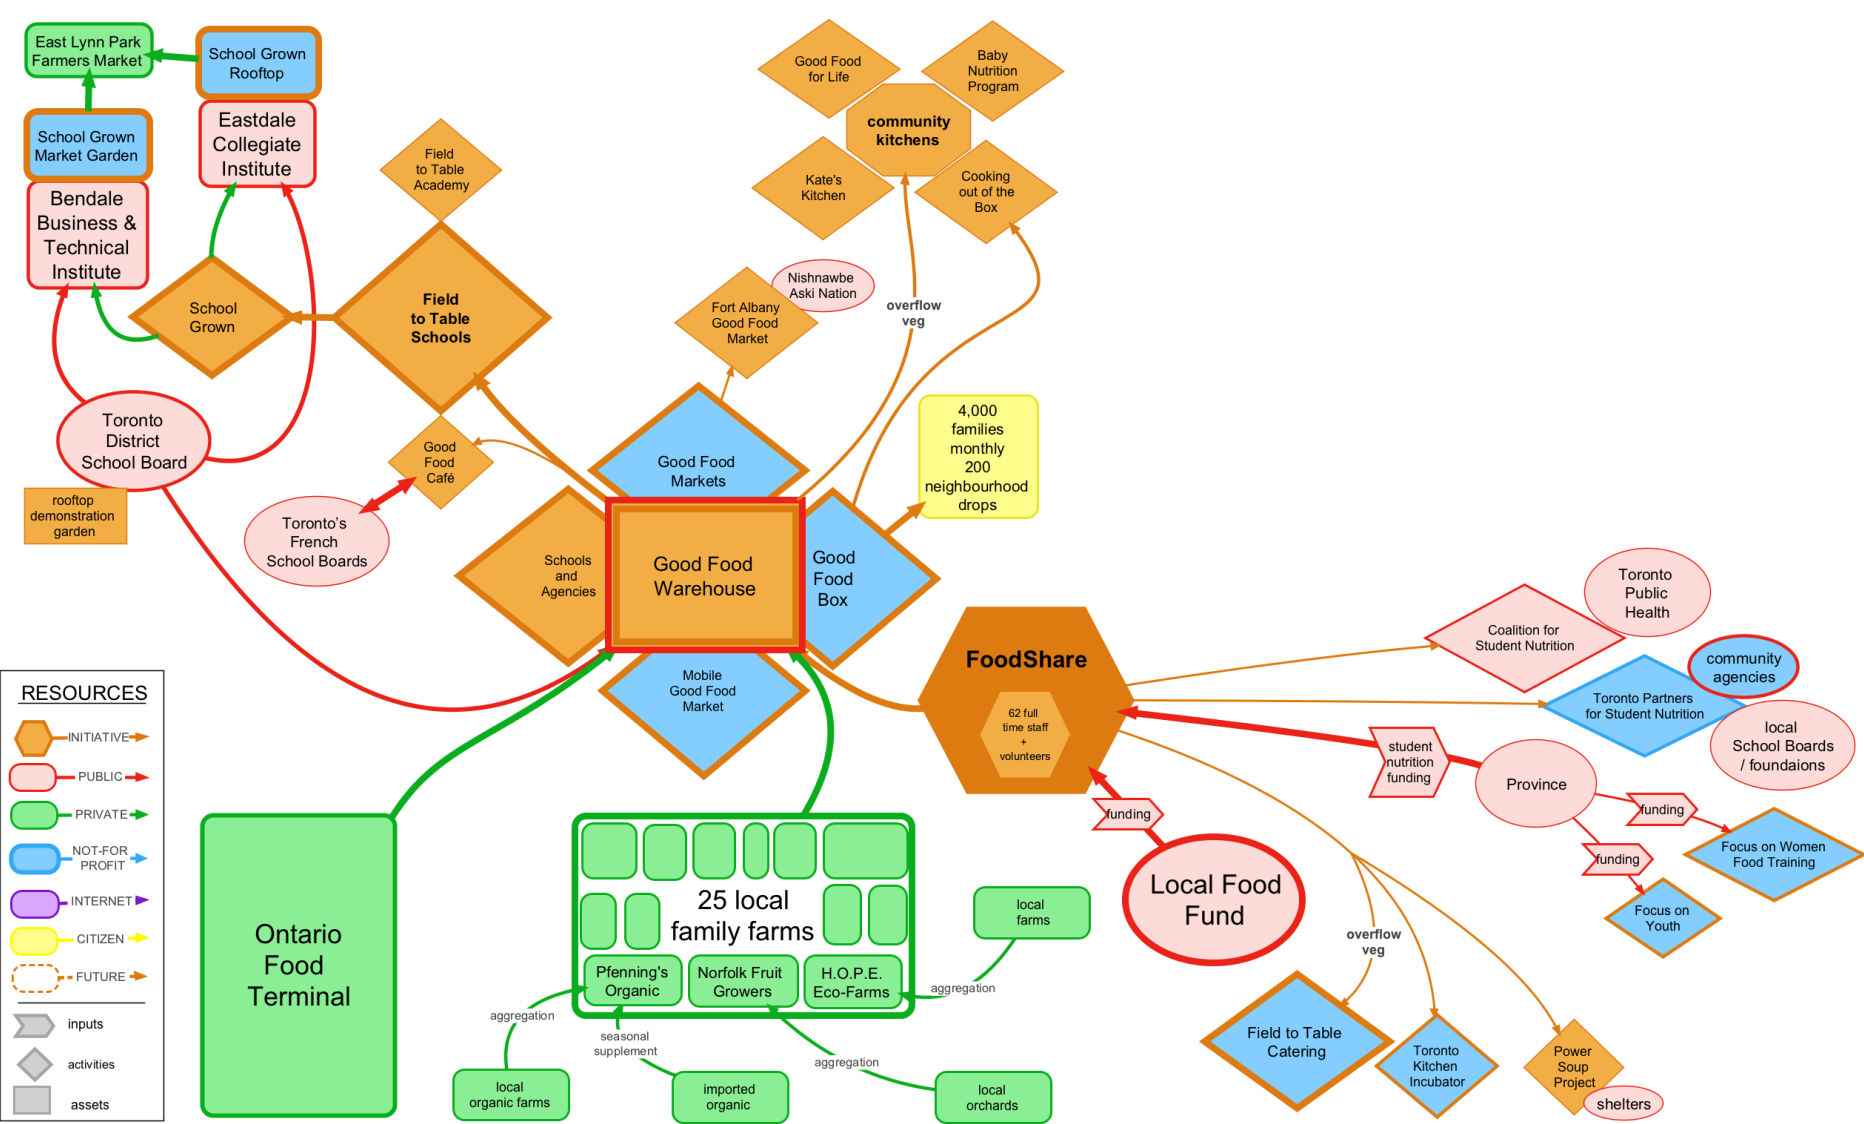 East Lynn Park
Farmers Market
School Grown
Rooftop
School Grown
Market Garden
Eastdale
Collegiate
Institute
Bendale
Business &
Technical
Institute
School
Grown
Field
to Table
Academy
Field
to Table
Schools
Good Food
for Life
Baby
Nutrition
Program
community
kitchens
Kate's
Kitchen
Cooking
out of the
Box
Nishnawbe
Aski Nation
Fort Albany
Good Food
Market
overflow
veg
Toronto
District
School Board
rooftop
demonstration
garden
Good
Food
Café
Toronto's
French
School Boards
Good Food
Markets
4,000
families
monthly
200
neighbourhood
drops
Schools
and
Agencies
Good Food
Warehouse
Good
Food
Box
Mobile
Good Food
Market
FoodShare
62 full
time staff
+
volunteers
Toronto
Public
Health
Coalition for
Student Nutrition
community
agencies
Toronto Partners
for Student Nutrition
local
School Boards
/ foundaions
student
nutrition
funding
Province
funding
funding
Focus on Women
Food Training
Focus on
Youth
funding
Local Food
Fund
overflow
veg
Field to Table
Catering
Toronto
Kitchen
Incubator
Power
Soup
Project
shelters
RESOURCES
INITIATIVE
PUBLIC
PRIVATE
NOT-FOR
PROFIT
INTERNET
CITIZEN
FUTURE
inputs
activities
assets
Ontario
Food
Terminal
25 local
family farms
Pfenning's
Organic
Norfolk Fruit
Growers
H.O.P.E.
Eco-Farms
local
farms
aggregation
aggregation
seasonal
supplement
aggregation
local
organic farms
imported
organic
local
orchards